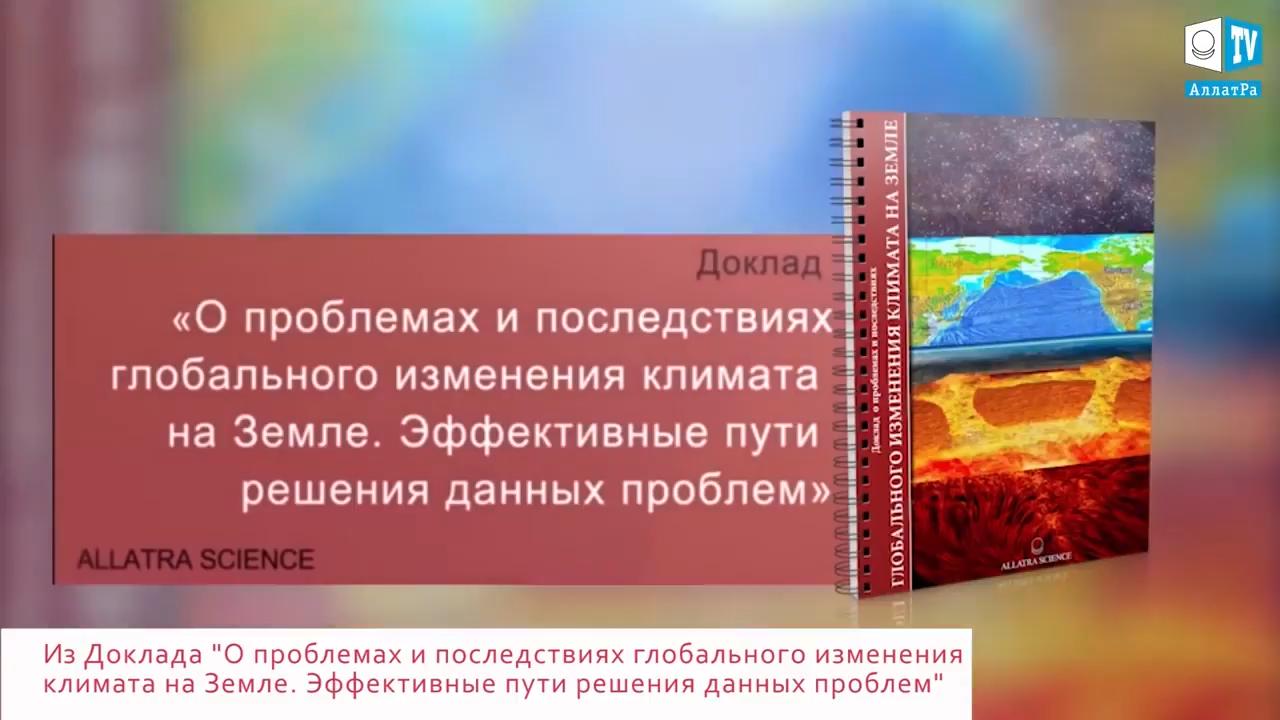 TV
АллатРа
Доклад
«О проблемах и последствиях
глобального изменения климата
на Земле. Эффективные пути
решения данных проблем»
ALLATRA SCIENCE
Доклад о проблемах и последствиях
ГЛОБАЛЬНОГО ИЗМЕНЕНИЯ КЛИМАТА НА ЗЕМЛЕ
ALLATRA SCIENCE
Из Доклада "О проблемах и последствиях глобального изменения
климата на Земле. Эффективные пути решения данных проблем"